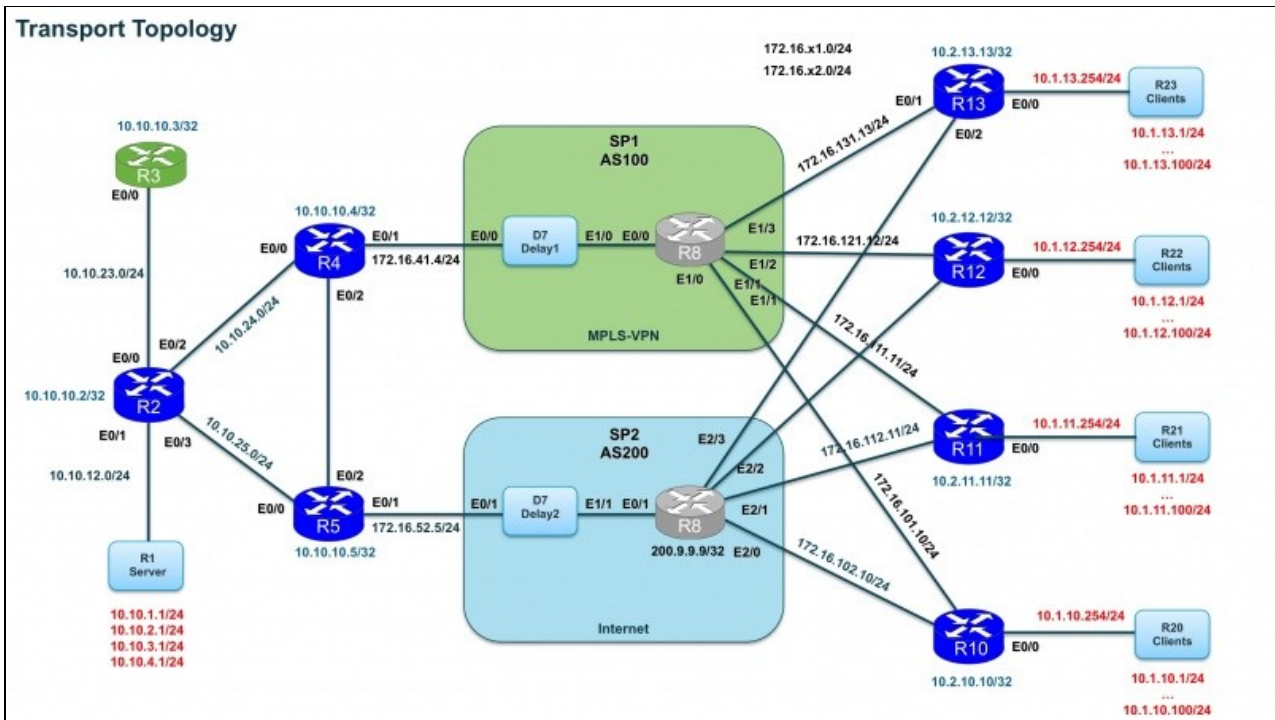 Transport Topology
172.16.x1.0/24
172.16.x2.0/24
10.10.10.3/32
R3
E0/0
10.10.23.0/24
E0/0
E0/2
10.10.24.0/24
10.10.10.2/32
R2
E0/1
E0/3
10.10.25.0/24
10.10.12.0/24
R1
Server
10.10.1.1/24
10.10.2.1/24
10.10.3.1/24
10.10.4.1/24
10.10.10.4/32
E0/0
R4
E0/1
172.16.41.4/24
E0/2
E0/2
E0/0
R5
E0/1
172.16.52.5/24
10.10.10.5/32
SP1
AS100
E0/0
D7
Delay1
E1/0
E0/0
R8
E1/3
E1/2
E1/1
E1/1
E1/0
MPLS-VPN
SP2
AS200
E0/1
D7
Delay2
E1/1
E0/1
R8
200.9.9.9/32
E2/3
E2/2
E2/1
E2/0
Internet
172.16.131.13/24
172.16.121.12/24
172.16.111.11/24
172.16.112.11/24
172.16.101.10/24
172.16.102.10/24
10.2.13.13/32
E0/1
R13
E0/0
E0/2
10.1.13.254/24
R23
Clients
10.1.13.1/24
...
10.1.13.100/24
10.2.12.12/32
R12
E0/0
10.1.12.254/24
R22
Clients
10.1.12.1/24
...
10.1.12.100/24
R11
E0/0
10.2.11.11/32
10.1.11.254/24
R21
Clients
10.1.11.1/24
...
10.1.11.100/24
R10
E0/0
10.2.10.10/32
10.1.10.254/24
R20
Clients
10.1.10.1/24
...
10.1.10.100/24